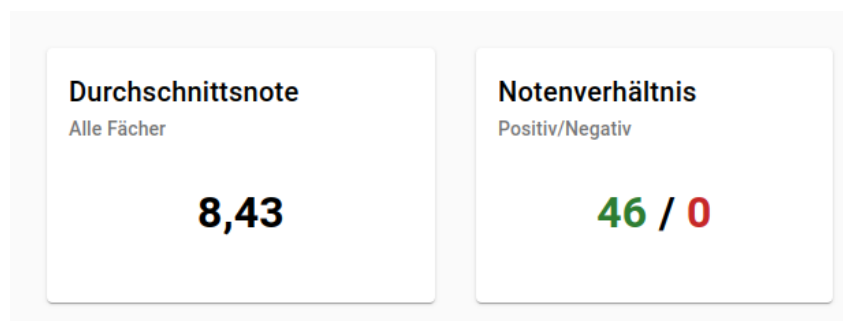 Durchschnittsnote
Alle Fächer
8,43
Notenverhältnis
Positiv/Negativ
46 / 0